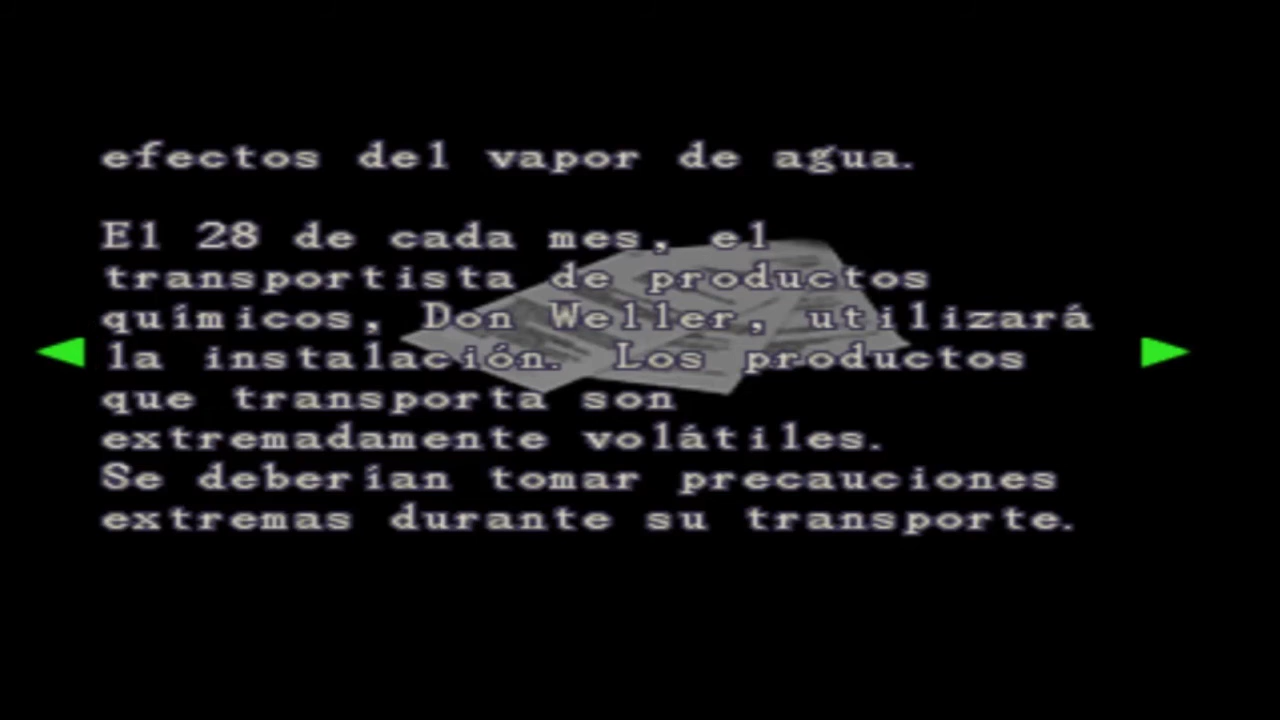 efectos del vapor de agua.
El 28 de cada mes, el
transportista de productos
químicos, Don Weller, utilizará
la instalación. Los productos
que transporta son
extremadamente volátiles.
Se deberían tomar precauciones
extremas durante su transporte.